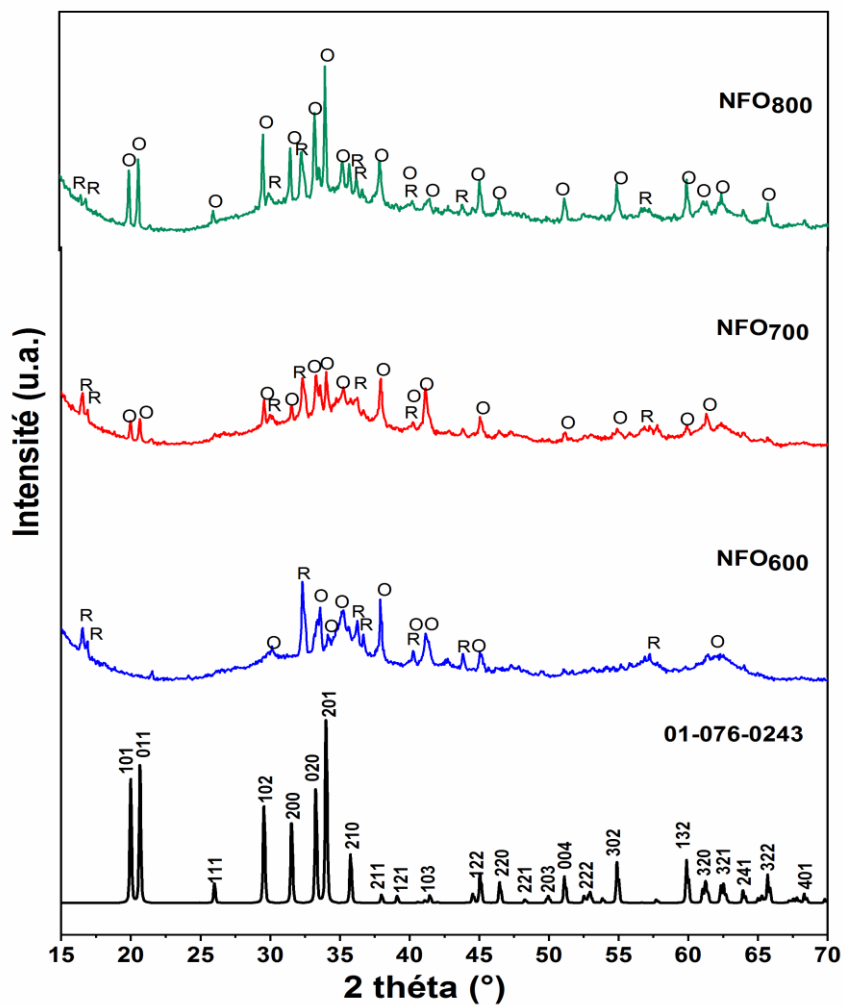 Intensité (u.a.)
NFO800
R R O O O O R O R O O O R R O O R O R O O O O O R O O O O
NFO700
R R O O O R O R O O O R O R O O O O O R O O
NFO600
R R O R O O O R R O R O O R O R O
01-076-0243
101 011 111 102 200 020 201 210 211 121 103 122 220 221 203 004 222 302 132 320 321 241 322 401
15 20 25 30 35 40 45 50 55 60 65 70
2 théta (°)